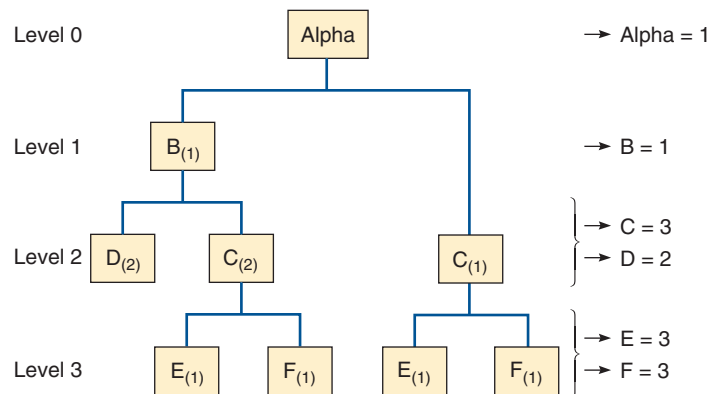 Level 0 Alpha → Alpha = 1
Level 1 B(1) → B = 1
→ C = 3
Level 2 D(2) C(2) C(1)
→ D = 2
→ E = 3
Level 3 E(1) F(1) E(1) F(1) → F = 3